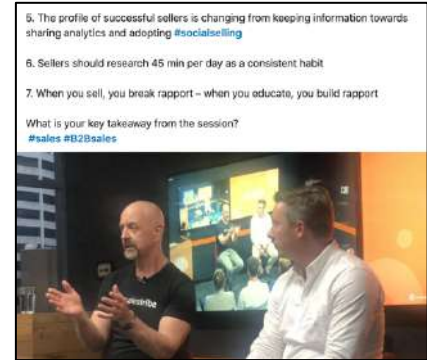 5. The profile of successful sellers is changing from keeping information towards
sharing analytics and adopting #socialselling
6. Sellers should research 45 min per day as a consistent habit
7. When you sell, you break rapport – when you educate, you build rapport
What is your key takeaway from the session?
#sales #B2Bsales